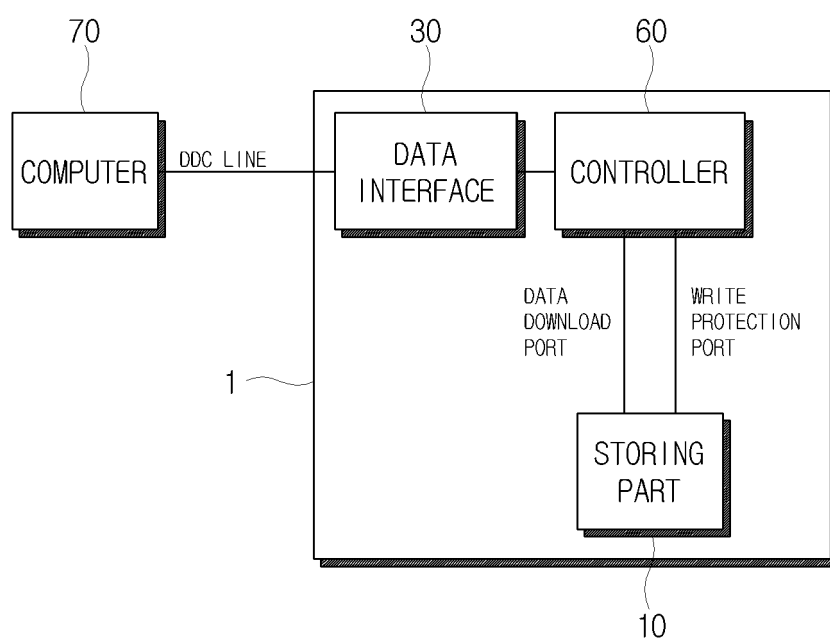 70
30
60
COMPUTER
DDC LINE
DATA
INTERFACE
CONTROLLER
DATA
DOWNLOAD
PORT
WRITE
PROTECTION
PORT
1
STORING
PART
10